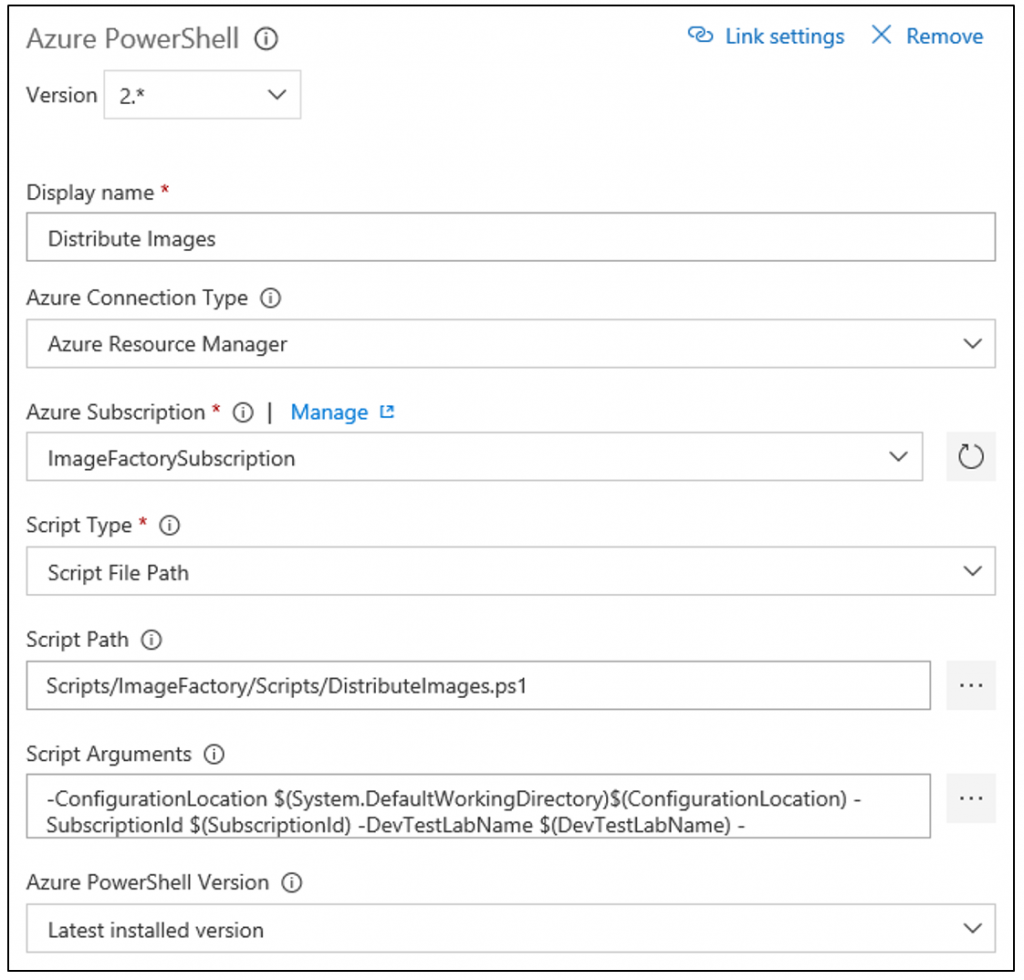 Azure PowerShell
Link settings
Remove
Version 2.*
Display name *
Distribute Images
Azure Connection Type
Azure Resource Manager
Azure Subscription * | Manage
ImageFactorySubscription
Script Type *
Script File Path
Script Path
Scripts/ImageFactory/Scripts/DistributeImages.ps1
...
Script Arguments
-ConfigurationLocation $(System.DefaultWorkingDirectory)$(ConfigurationLocation) -
SubscriptionId $(SubscriptionId) -DevTestLabName $(DevTestLabName) -
...
Azure PowerShell Version
Latest installed version